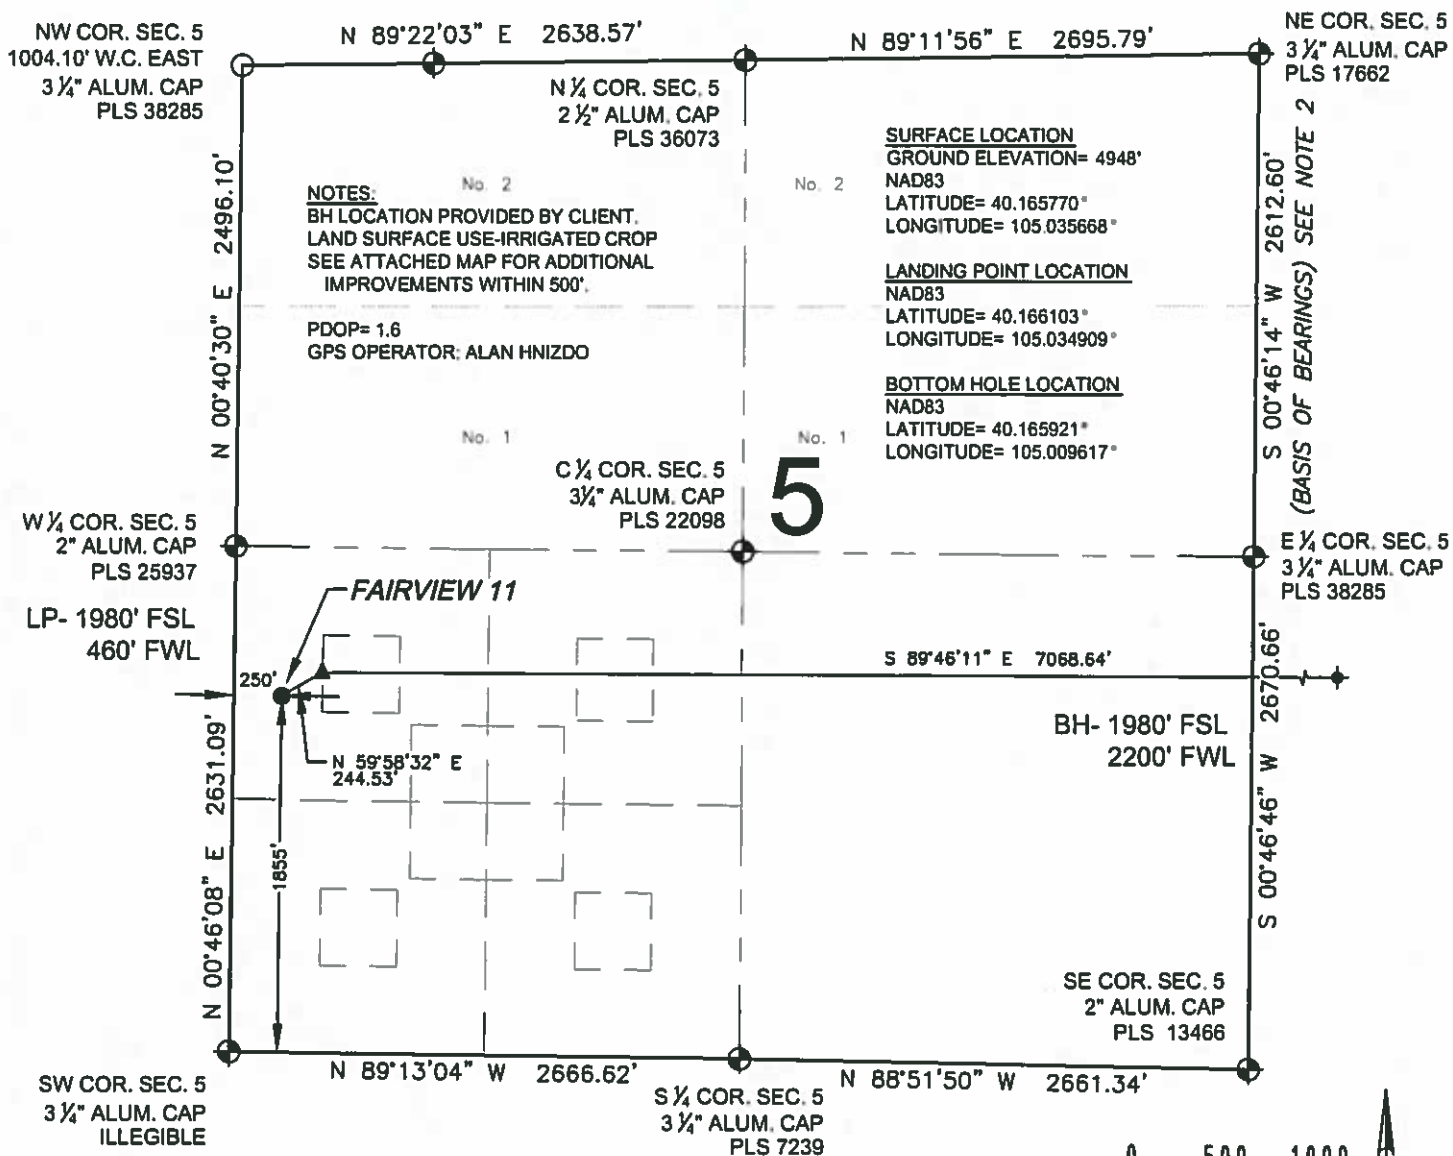 NW COR. SEC. 5
1004.10' W.C. EAST
3 ¼" ALUM. CAP
PLS 38285
N 89°22'03" E 2638.57'
N ¼ COR. SEC. 5
2 ½" ALUM. CAP
PLS 36073
N 89°11'56" E 2695.79'
NE COR. SEC. 5
3 ¼" ALUM. CAP
PLS 17662
N 00°40'30" E 2496.10'
NOTES:
BH LOCATION PROVIDED BY CLIENT.
LAND SURFACE USE-IRRIGATED CROP
SEE ATTACHED MAP FOR ADDITIONAL
IMPROVEMENTS WITHIN 500'.
PDOP= 1.6
GPS OPERATOR: ALAN HNIZDO
No. 2
No. 2
SURFACE LOCATION
GROUND ELEVATION= 4948'
NAD83
LATITUDE= 40.165770°
LONGITUDE= 105.035668°
LANDING POINT LOCATION
NAD83
LATITUDE= 40.166103°
LONGITUDE= 105.034909°
BOTTOM HOLE LOCATION
NAD83
LATITUDE= 40.165921°
LONGITUDE= 105.009617°
S 00°46'14" W 2612.60'
(BASIS OF BEARINGS) SEE NOTE 2
No. 1
No. 1
C ¼ COR. SEC. 5
3¼" ALUM. CAP
PLS 22098
5
W ¼ COR. SEC. 5
2" ALUM. CAP
PLS 25937
E ¼ COR. SEC. 5
3 ¼" ALUM. CAP
PLS 38285
FAIRVIEW 11
LP- 1980' FSL
460' FWL
250'
S 89°46'11" E 7068.64'
BH- 1980' FSL
2200' FWL
N 59°58'32" E
244.53'
1855'
N 00°46'08" E 2631.09'
S 00°46'46" W 2670.66'
SE COR. SEC. 5
2" ALUM. CAP
PLS 13466
N 89°13'04" W 2666.62'
N 88°51'50" W 2661.34'
SW COR. SEC. 5
3 ¼" ALUM. CAP
ILLEGIBLE
S ¼ COR. SEC. 5
3 ¼" ALUM. CAP
PLS 7239
0 500 1000